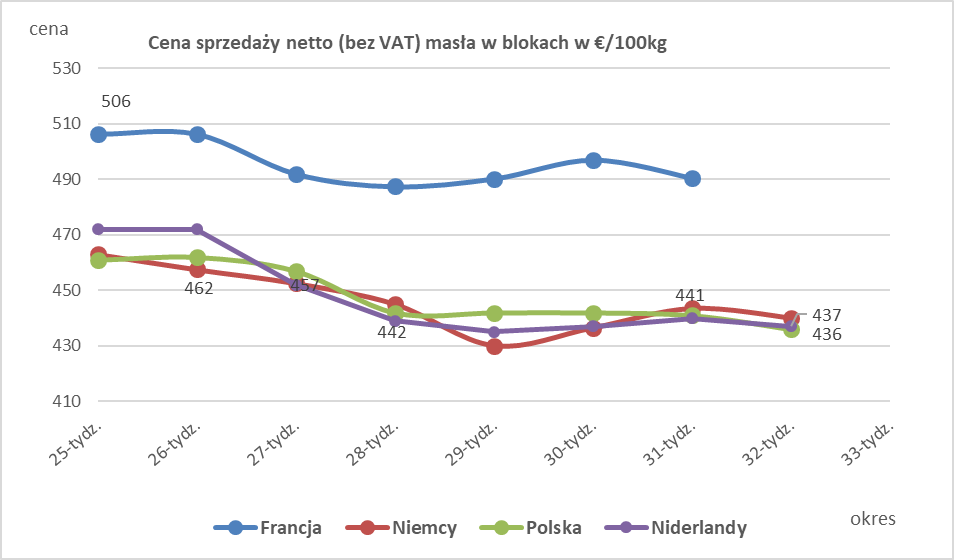 cena
Cena sprzedaży netto (bez VAT) masła w blokach w €/100kg
530
506
510
490
470
462
457
450
441
442
437
436
430
410
25-tydz.
26-tydz.
27-tydz.
28-tydz.
29-tydz.
30-tydz.
31-tydz.
32-tydz.
33-tydz.
okres
Francja Niemcy Polska Niderlandy